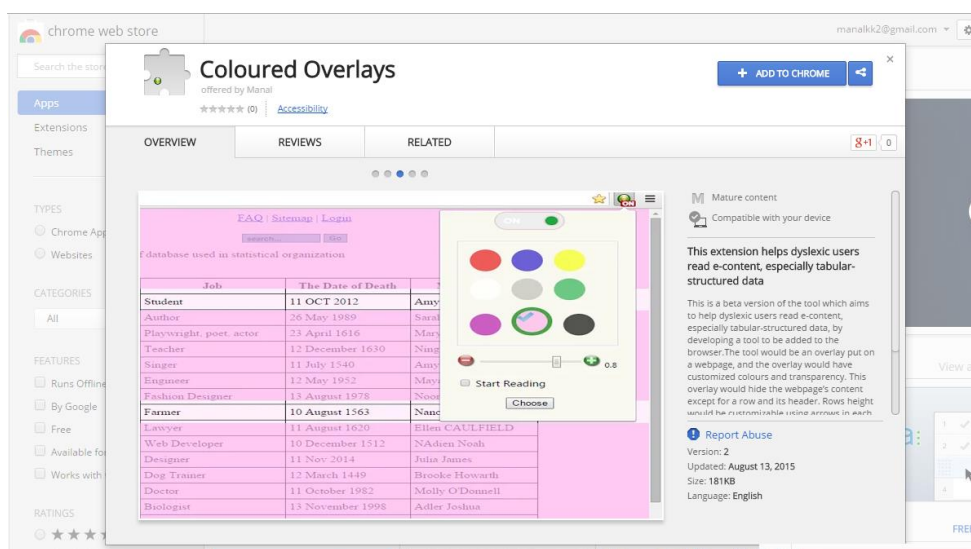 chrome web store
manalkk2@gmail.com
Search the store
Apps
Extensions
Themes
TYPES
Chrome App
Websites
CATEGORIES
All
FEATURES
Runs Offline
By Google
Free
Available for
Works with
RATINGS
Coloured Overlays
offered by Manal
(0) Accessibility
+ ADD TO CHROME
OVERVIEW REVIEWS RELATED
g+1 0
FAQ | Sitemap | Login
search... Go
f database used in statistical organization
Job The Date of Death
Student 11 OCT 2012 Amy
Author 26 May 1989 Sara
Playwright, poet, actor 23 April 1616 Mary
Teacher 12 December 1630 Ning
Singer 11 July 1540 Amy
Engineer 12 May 1952 May
Fashion Designer 13 August 1978 Noor
Farmer 10 August 1563 Nanc
Lawyer 11 August 1620 Ellen CAULFIELD
Web Developer 10 December 1512 NAdien Noah
Designer 11 Nov 2014 Julia James
Dog Trainer 12 March 1449 Brooke Howarth
Doctor 11 October 1982 Molly O'Donnell
Biologist 13 November 1998 Adler Joshua
ON
ON
0.8
Start Reading
Choose
Mature content
Compatible with your device
This extension helps dyslexic users
read e-content, especially tabular-
structured data
This is a beta version of the tool which aims
to help dyslexic users read e-content,
especially tabular-structured data, by
developing a tool to be added to the
browser.The tool would be an overlay put on
a webpage, and the overlay would have
customized colours and transparency. This
overlay would hide the webpage's content
except for a row and its header. Rows height
would be customizable using arrows in each
Report Abuse
Version: 2
Updated: August 13, 2015
Size: 181KB
Language: English
View a
1
2
4
FREE